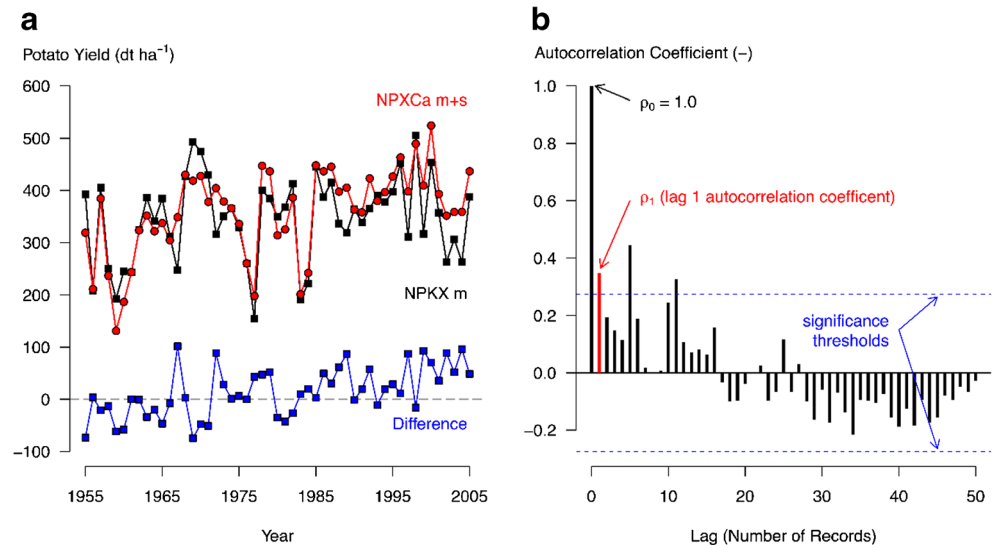 a
Potato Yield (dt ha⁻¹)
600
500
400
300
200
100
0
−100
NPXCa m+s
NPKX m
Difference
1955
1965
1975
1985
1995
2005
Year
b
Autocorrelation Coefficient (−)
1.0
0.8
0.6
0.4
0.2
0.0
−0.2
ρ₀ = 1.0
ρ₁ (lag 1 autocorrelation coefficent)
significance
thresholds
0
10
20
30
40
50
Lag (Number of Records)